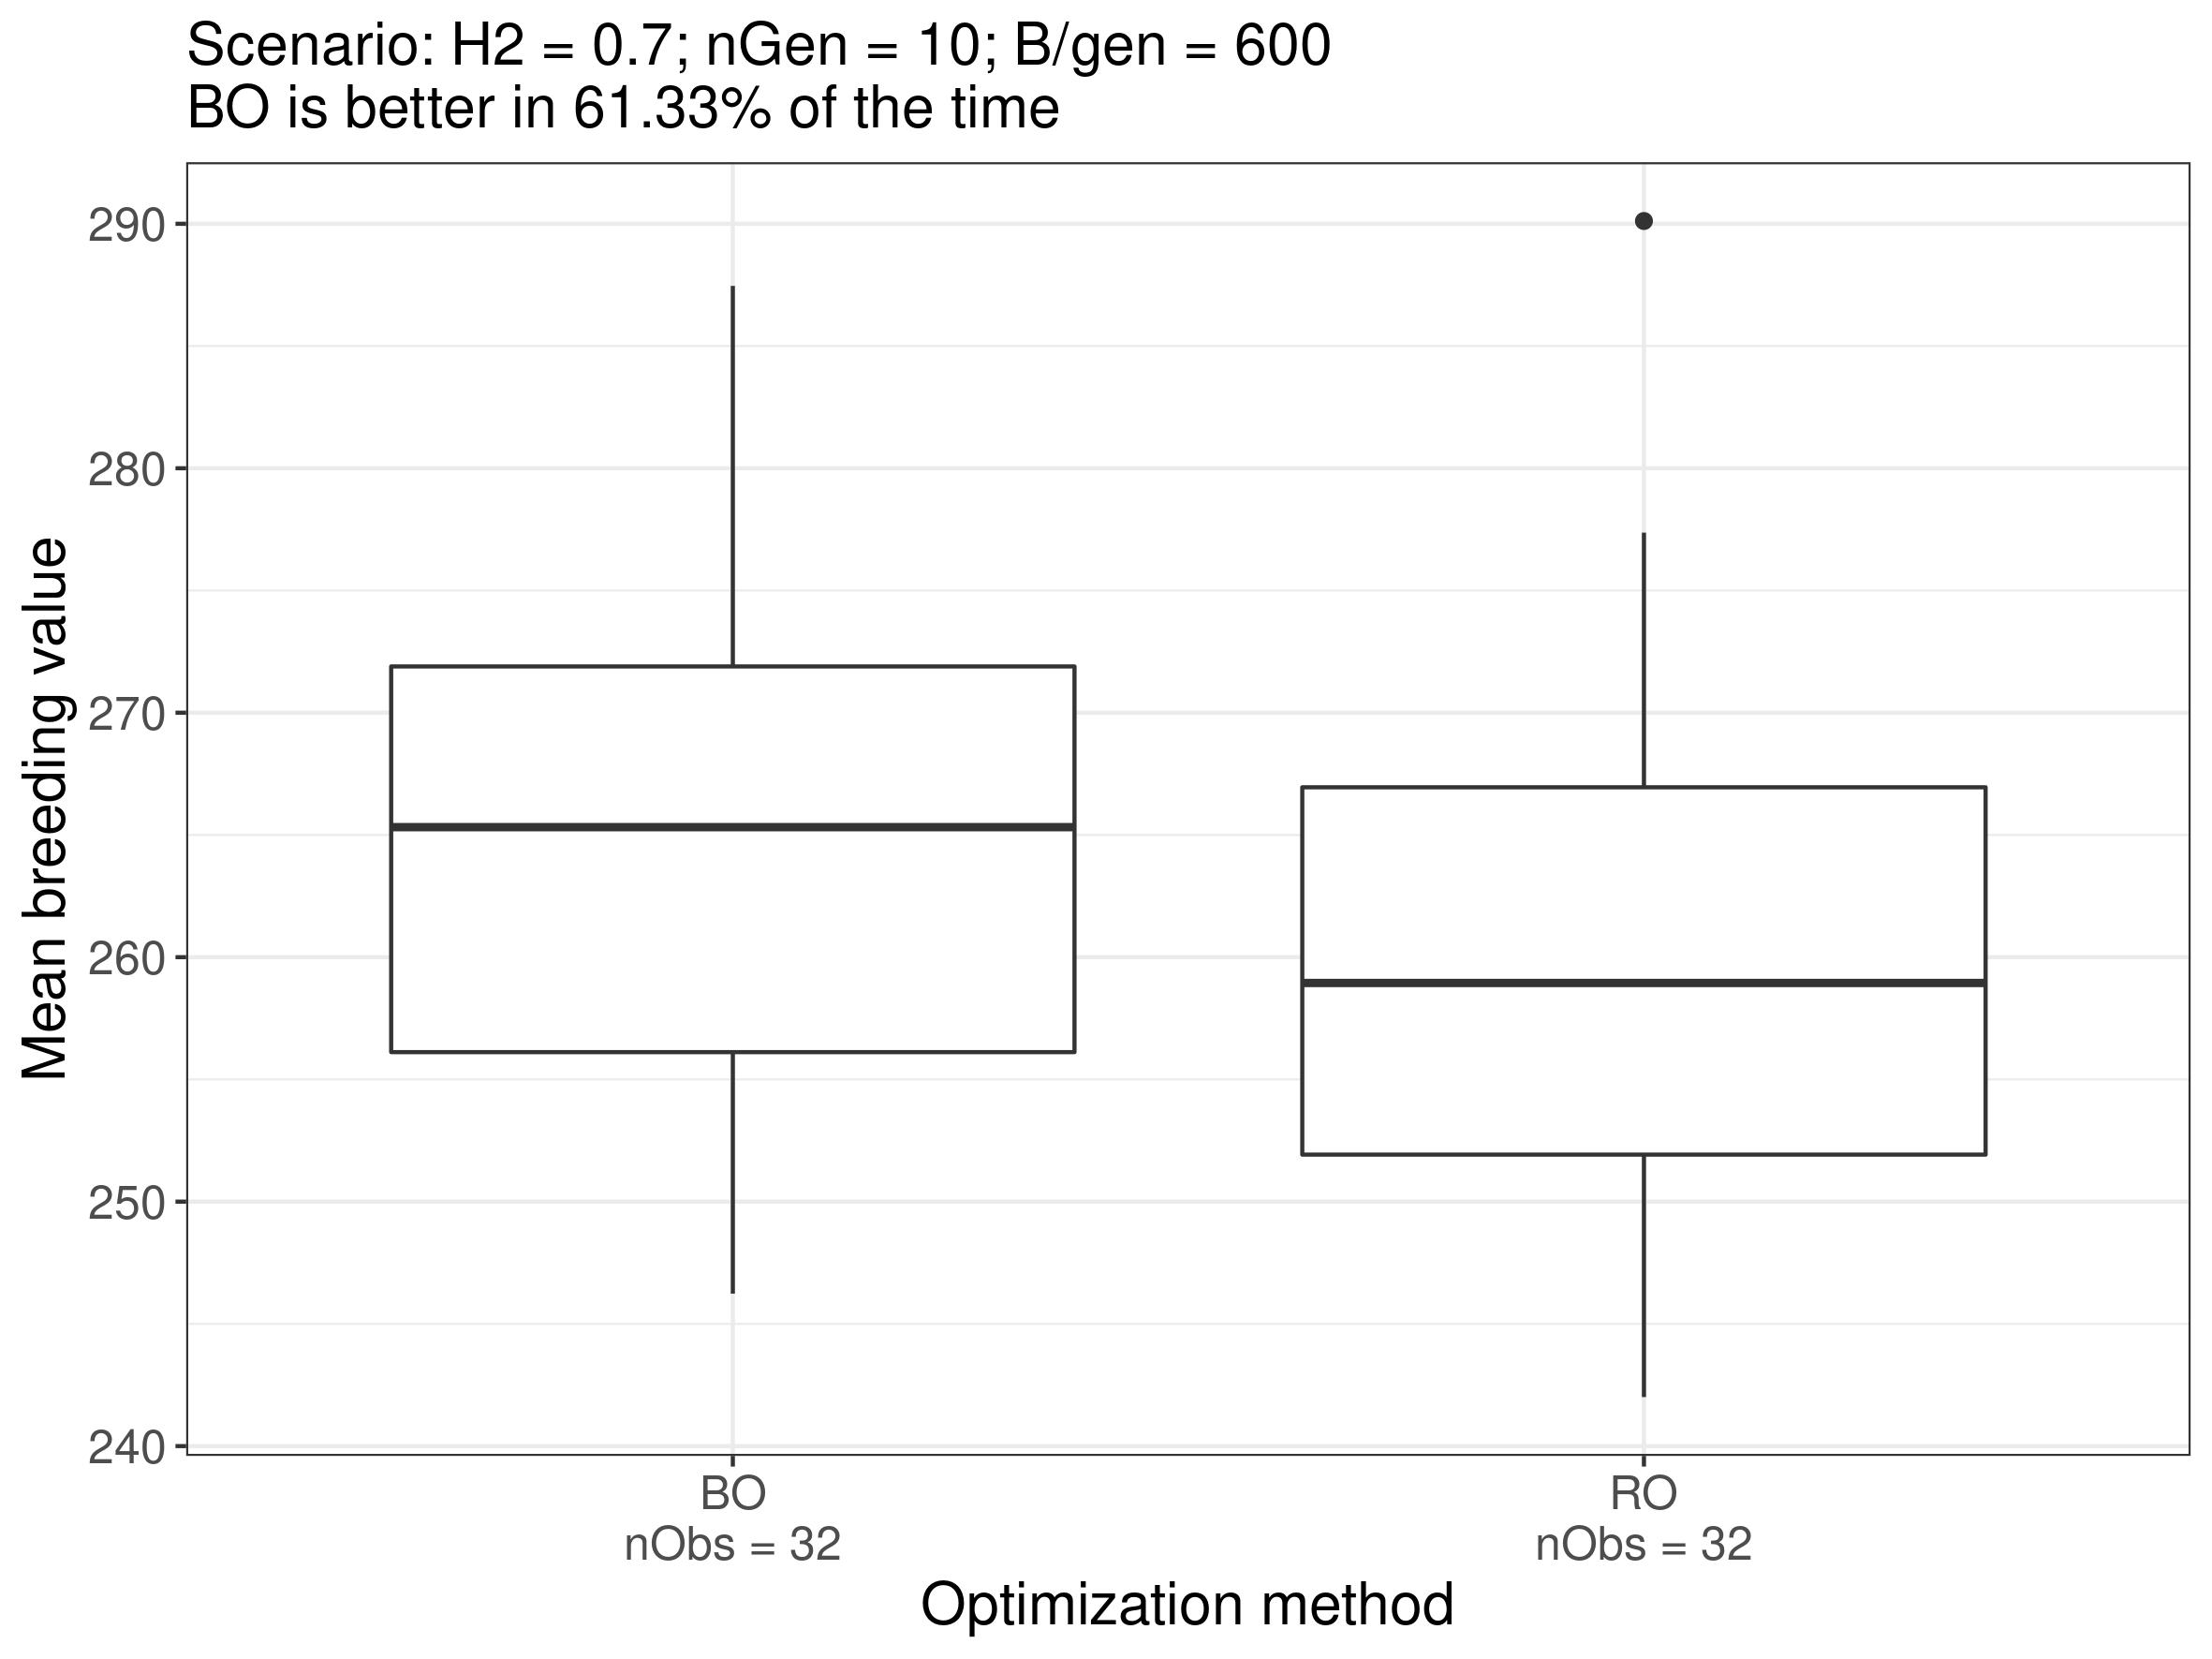 Scenario: H2 = 0.7; nGen = 10; B/gen = 600
BO is better in 61.33% of the time
Mean breeding value
290
280
270
260
250
240
BO
nObs = 32
RO
nObs = 32
Optimization method